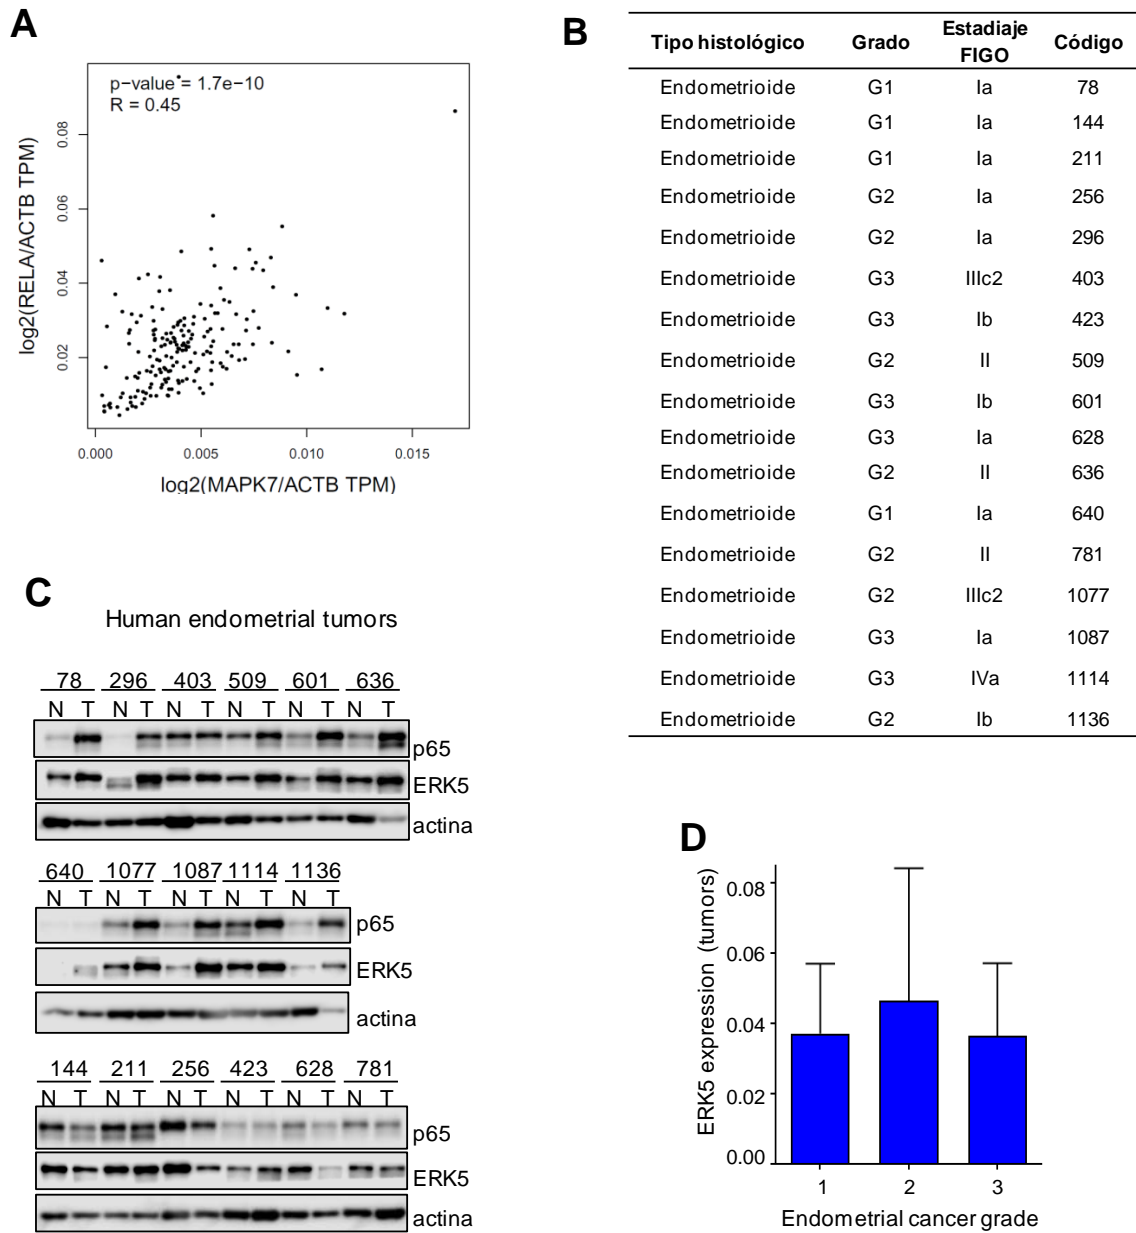 A
p−value = 1.7e−10
R = 0.45
log2(RELA/ACTB TPM)
0.08
0.06
0.04
0.02
0.000 0.005 0.010 0.015
log2(MAPK7/ACTB TPM)
B
Tipo histológico Grado Estadiaje FIGO Código
Endometrioide G1 Ia 78
Endometrioide G1 Ia 144
Endometrioide G1 Ia 211
Endometrioide G2 Ia 256
Endometrioide G2 Ia 296
Endometrioide G3 IIIc2 403
Endometrioide G3 Ib 423
Endometrioide G2 II 509
Endometrioide G3 Ib 601
Endometrioide G3 Ia 628
Endometrioide G2 II 636
Endometrioide G1 Ia 640
Endometrioide G2 II 781
Endometrioide G2 IIIc2 1077
Endometrioide G3 Ia 1087
Endometrioide G3 IVa 1114
Endometrioide G2 Ib 1136
C
Human endometrial tumors
78 296 403 509 601 636
N T N T N T N T N T N T
p65
ERK5
actina
640 1077 1087 1114 1136
N T N T N T N T N T
p65
ERK5
actina
144 211 256 423 628 781
N T N T N T N T N T N T
p65
ERK5
actina
D
ERK5 expression (tumors)
0.08
0.06
0.04
0.02
0.00
1 2 3
Endometrial cancer grade